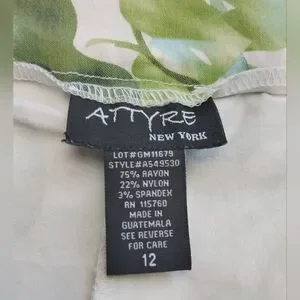 ATTYRE
NEW YORK
LOT#GM11679
STYLE#A549530
75% RAYON
22% NYLON
3% SPANDEX
RN 115760
MADE IN
GUATEMALA
SEE REVERSE
FOR CARE
12